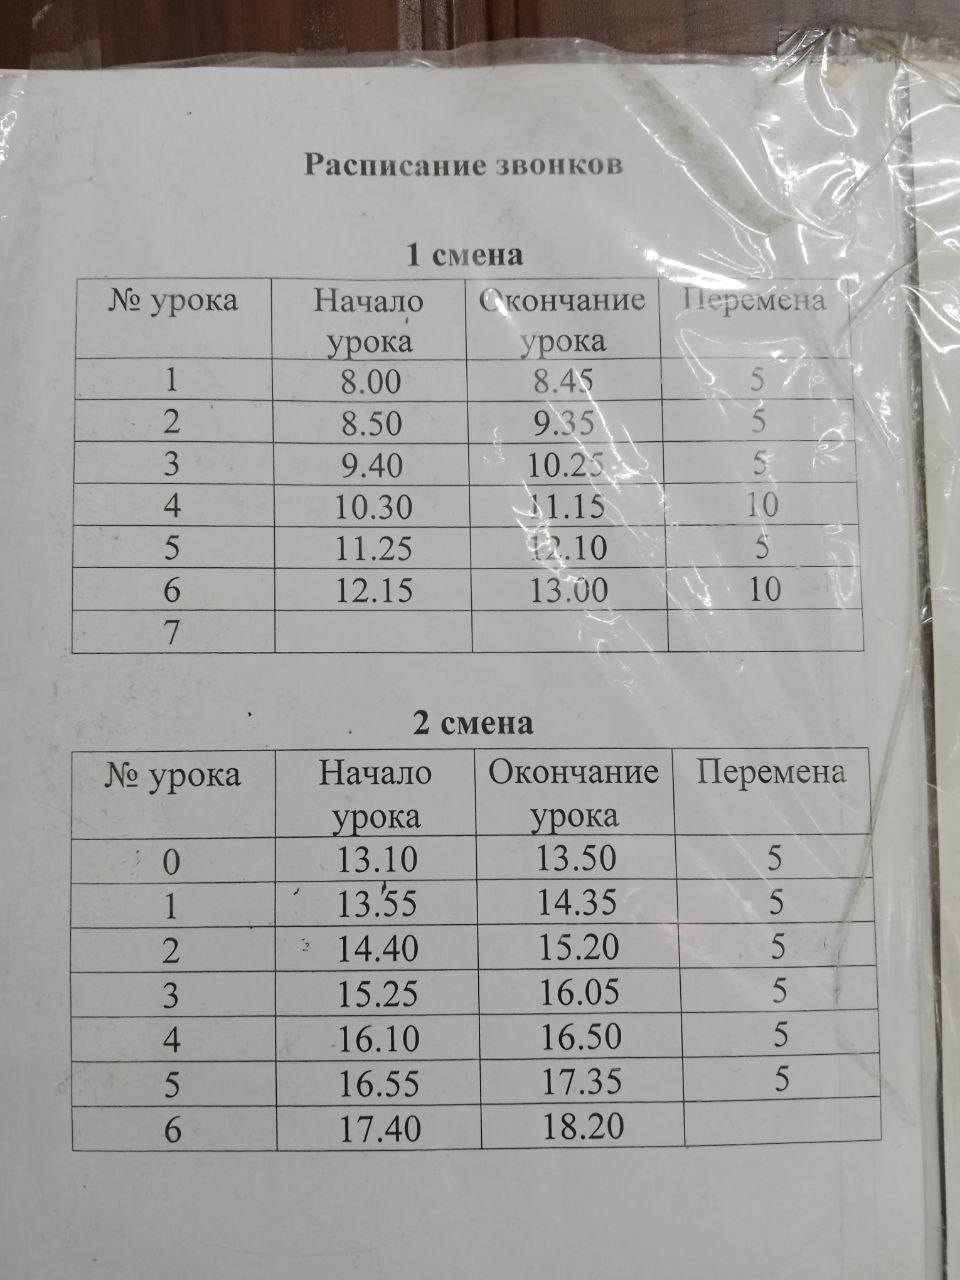 Расписание звонков
1 смена
№ урока Начало урока Окончание урока Перемена
1 8.00 8.45 5
2 8.50 9.35 5
3 9.40 10.25 5
4 10.30 11.15 10
5 11.25 12.10 5
6 12.15 13.00 10
7
2 смена
№ урока Начало урока Окончание урока Перемена
0 13.10 13.50 5
1 13.55 14.35 5
2 14.40 15.20 5
3 15.25 16.05 5
4 16.10 16.50 5
5 16.55 17.35 5
6 17.40 18.20